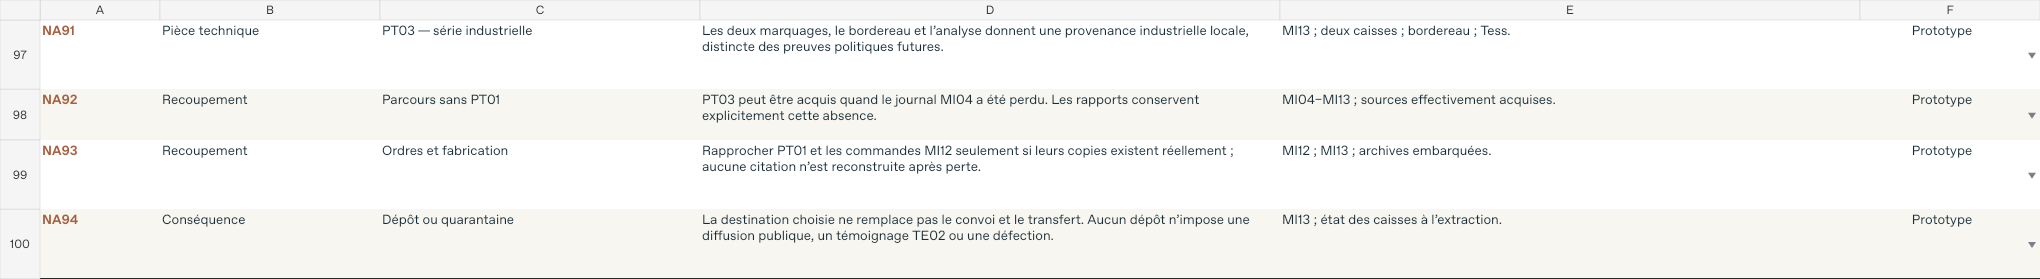 A B C D E F
97 NA91 Pièce technique PT03 — série industrielle Les deux marquages, le bordereau et l’analyse donnent une provenance industrielle locale, MI13 ; deux caisses ; bordereau ; Tess. Prototype
distincte des preuves politiques futures.
98 NA92 Recoupement Parcours sans PT01 PT03 peut être acquis quand le journal MI04 a été perdu. Les rapports conservent MI04–MI13 ; sources effectivement acquises. Prototype
explicitement cette absence.
99 NA93 Recoupement Ordres et fabrication Rapprocher PT01 et les commandes MI12 seulement si leurs copies existent réellement ; MI12 ; MI13 ; archives embarquées. Prototype
aucune citation n’est reconstruite après perte.
100 NA94 Conséquence Dépôt ou quarantaine La destination choisie ne remplace pas le convoi et le transfert. Aucun dépôt n’impose une MI13 ; état des caisses à l’extraction. Prototype
diffusion publique, un témoignage TE02 ou une défection.